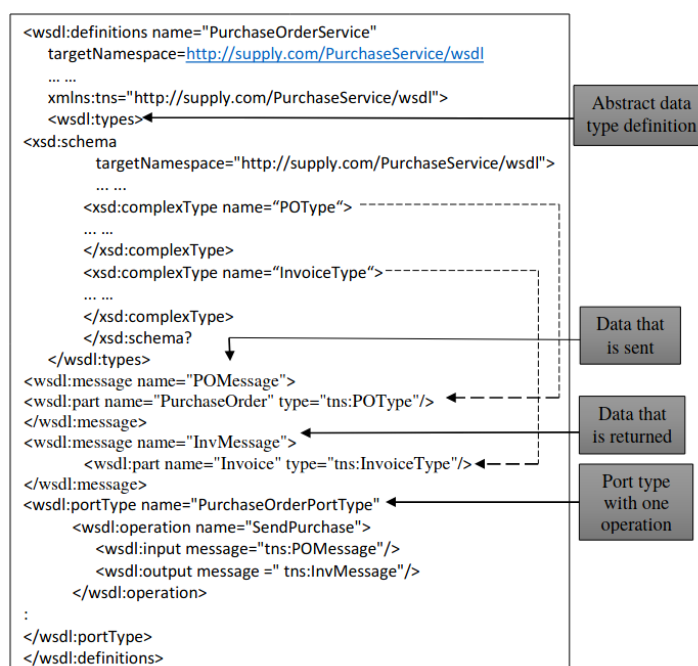 <wsdl:definitions name="PurchaseOrderService"
targetNamespace=http://supply.com/PurchaseService/wsdl
... ...
xmlns:tns="http://supply.com/PurchaseService/wsdl">
<wsdl:types>
Abstract data
type definition
<xsd:schema
targetNamespace="http://supply.com/PurchaseService/wsdl">
... ...
<xsd:complexType name=“POType“>
... ...
</xsd:complexType>
<xsd:complexType name=“InvoiceType“>
... ...
</xsd:complexType>
</xsd:schema?
Data that
is sent
</wsdl:types>
<wsdl:message name="POMessage">
<wsdl:part name="PurchaseOrder" type="tns:POType"/>
</wsdl:message>
<wsdl:message name="InvMessage">
Data that
is returned
<wsdl:part name="Invoice" type="tns:InvoiceType"/>
</wsdl:message>
<wsdl:portType name="PurchaseOrderPortType"
Port type
with one
operation
<wsdl:operation name="SendPurchase">
<wsdl:input message="tns:POMessage"/>
<wsdl:output message =" tns:InvMessage"/>
</wsdl:operation>
:
</wsdl:portType>
</wsdl:definitions>